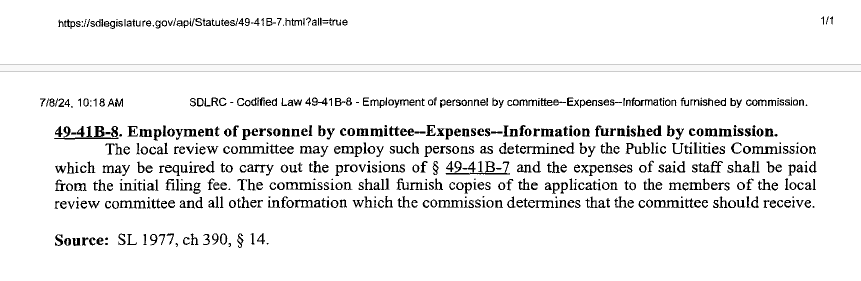 https://sdlegislature.gov/api/Statutes/49-41B-7.html?all=true 1/1
7/8/24, 10:18 AM SDLRC - Codified Law 49-41B-8 - Employment of personnel by committee--Expenses--Information furnished by commission.
49-41B-8. Employment of personnel by committee--Expenses--Information furnished by commission.
The local review committee may employ such persons as determined by the Public Utilities Commission
which may be required to carry out the provisions of § 49-41B-7 and the expenses of said staff shall be paid
from the initial filing fee. The commission shall furnish copies of the application to the members of the local
review committee and all other information which the commission determines that the committee should receive.
Source: SL 1977, ch 390, § 14.